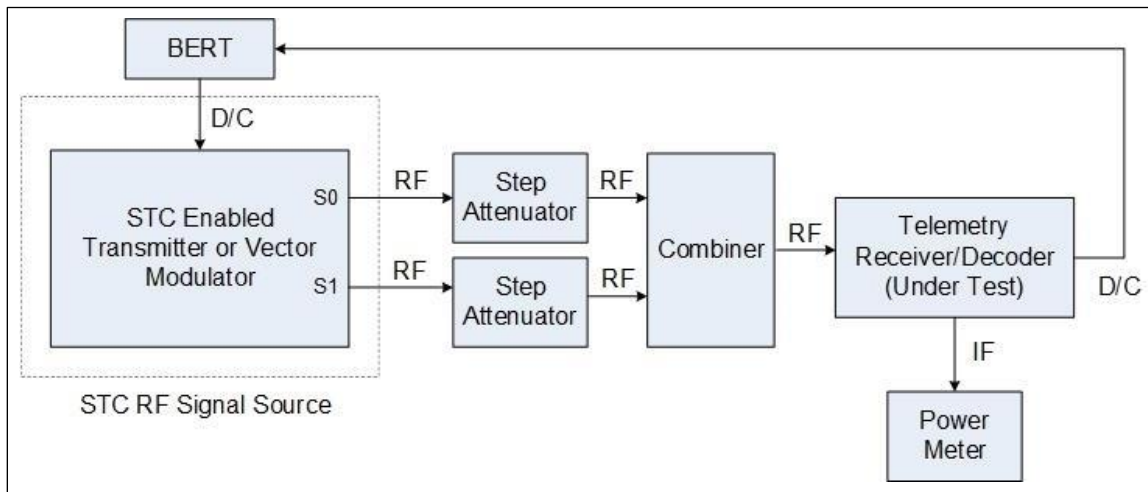 BERT
D/C
STC Enabled
Transmitter or Vector
Modulator
S0
S1
STC RF Signal Source
RF
RF
Step
Attenuator
Step
Attenuator
RF
RF
Combiner
RF
Telemetry
Receiver/Decoder
(Under Test)
D/C
IF
Power
Meter